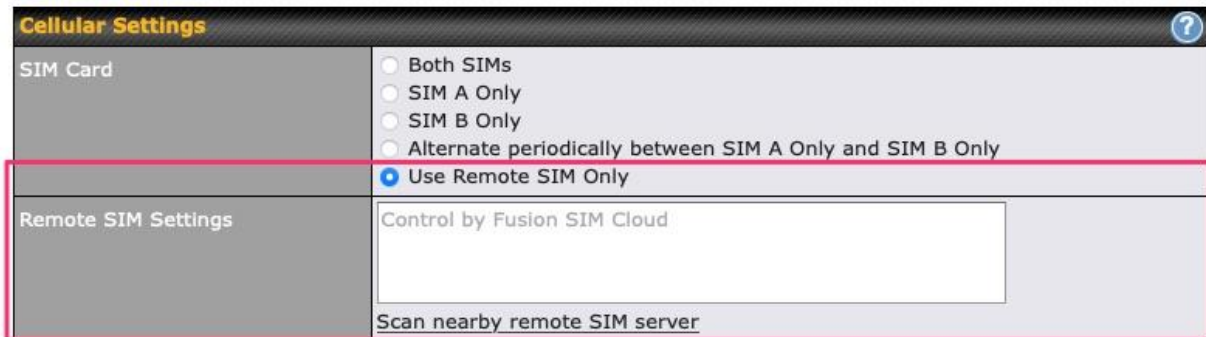 Cellular Settings
?
SIM Card
Both SIMs
SIM A Only
SIM B Only
Alternate periodically between SIM A Only and SIM B Only
Use Remote SIM Only
Remote SIM Settings
Control by Fusion SIM Cloud
Scan nearby remote SIM server